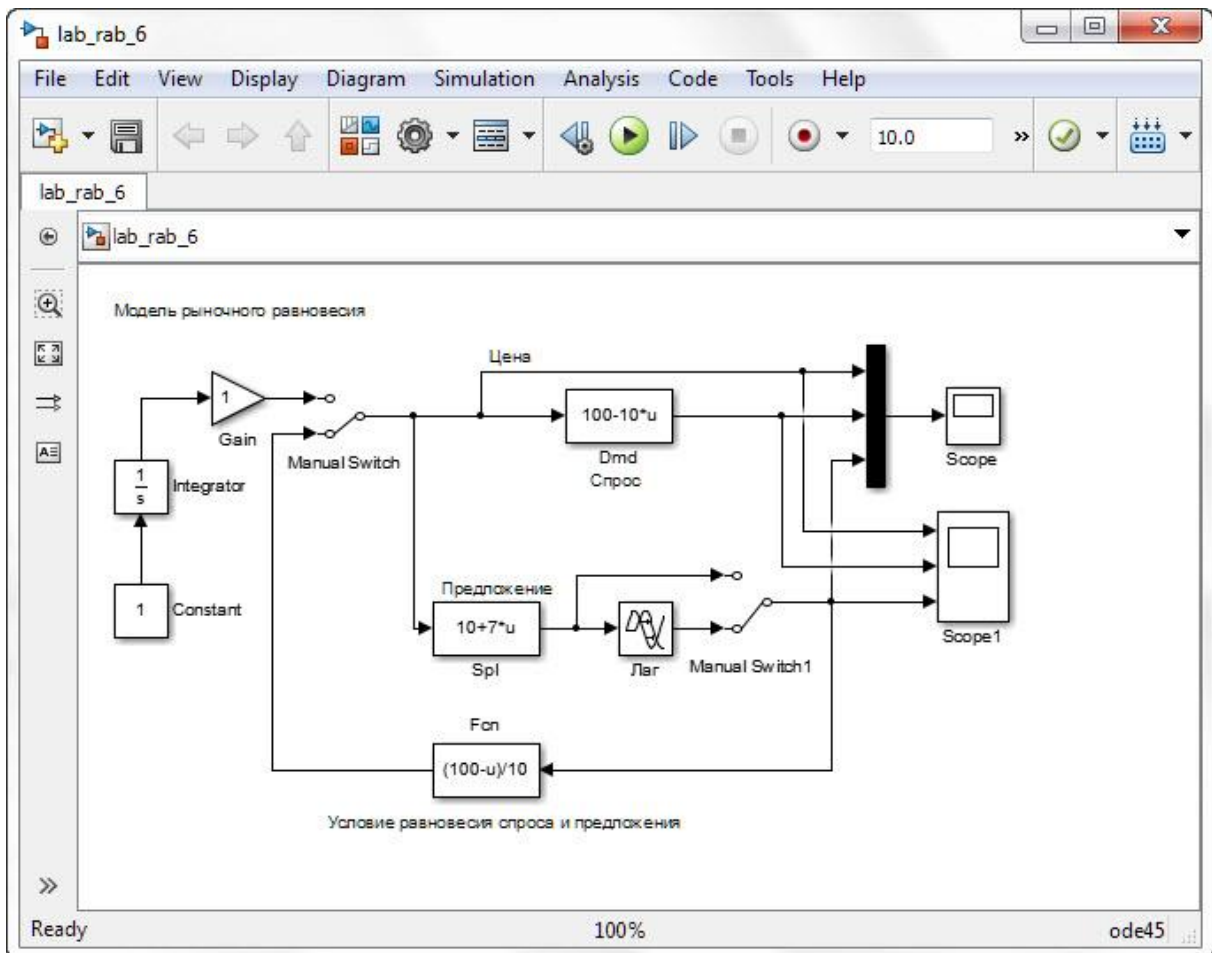 lab_rab_6
File Edit View Display Diagram Simulation Analysis Code Tools Help
10.0
lab_rab_6
lab_rab_6
Модель рыночного равновесия
Цена
1
Gain
Manual Switch
100-10*u
Dmd
Спрос
Scope
1
s
Integrator
1
Constant
Предложение
10+7*u
Spl
Лаг
Manual Switch1
Scope1
Fcn
(100-u)/10
Условие равновесия спроса и предложения
Ready 100% ode45